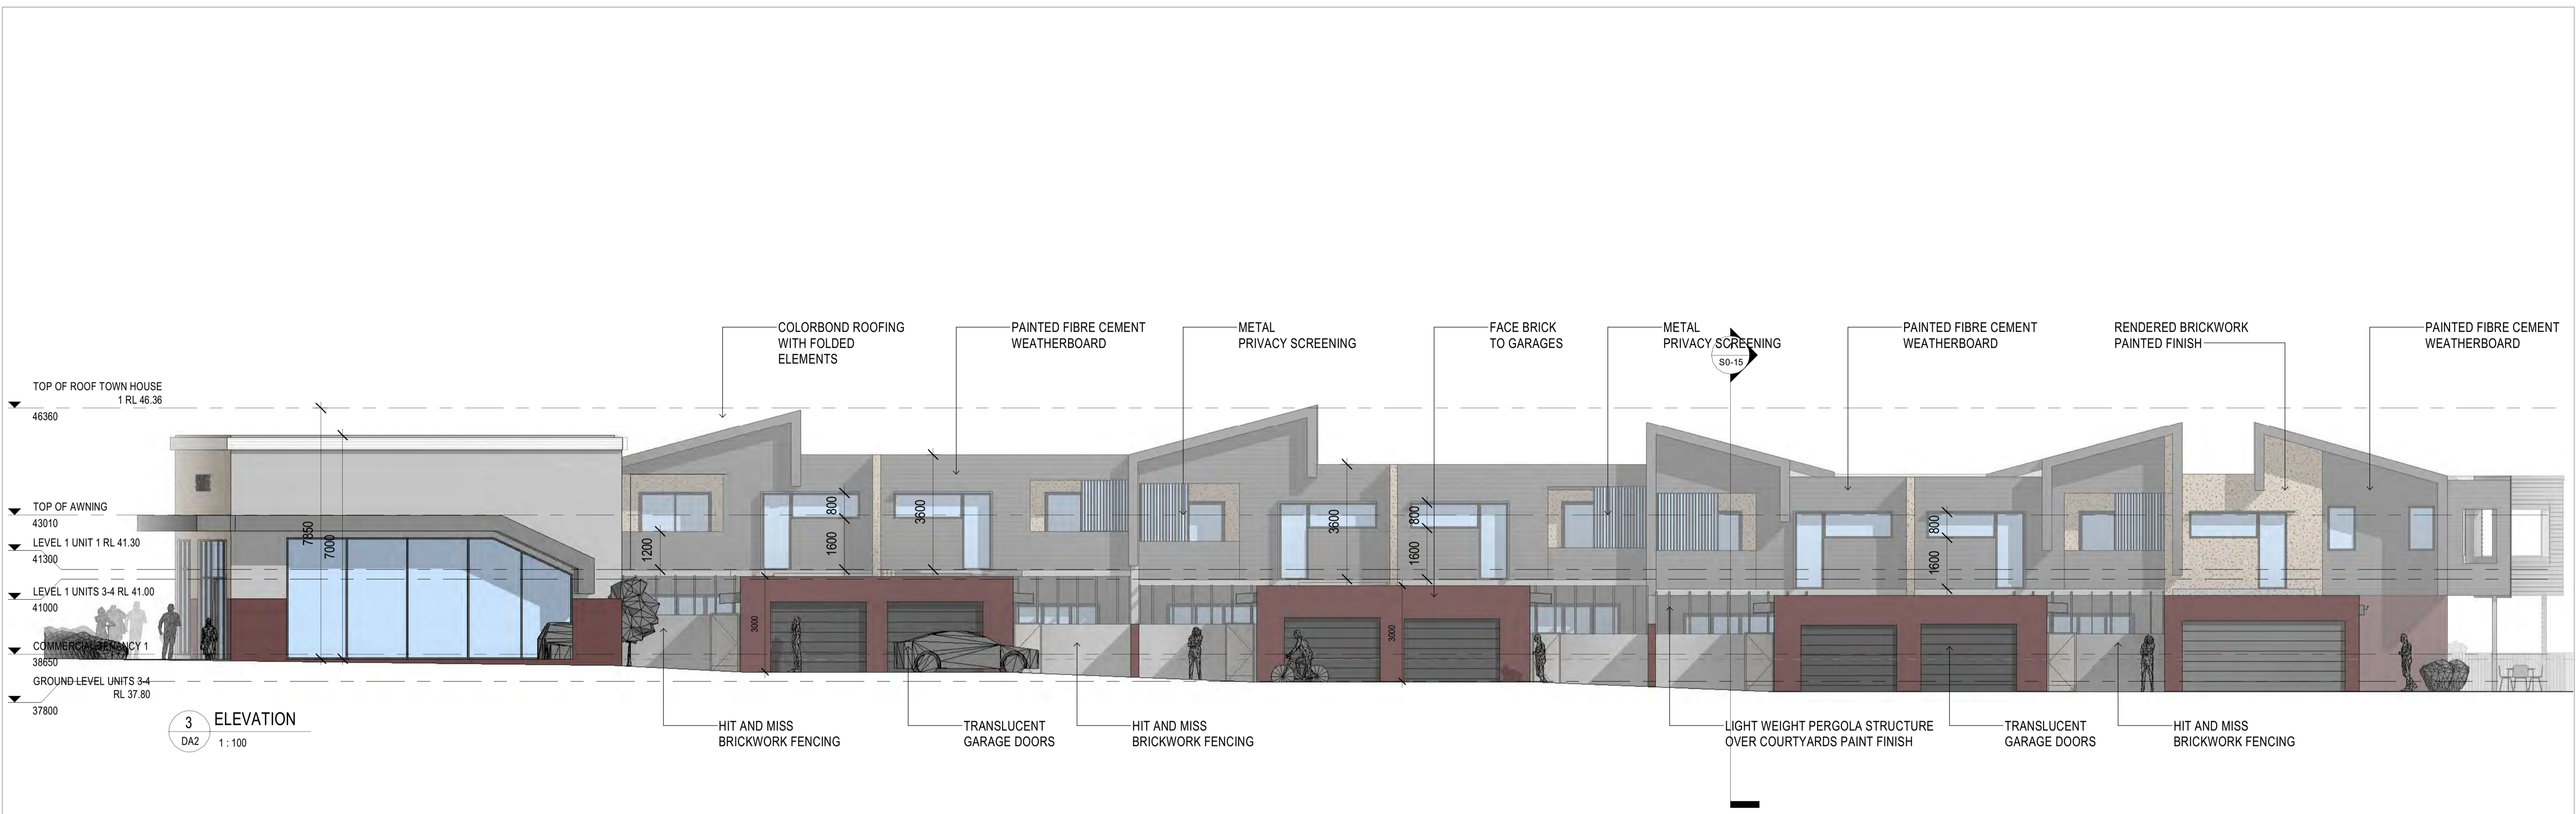 COLORBOND ROOFING
WITH FOLDED
ELEMENTS
PAINTED FIBRE CEMENT
WEATHERBOARD
METAL
PRIVACY SCREENING
FACE BRICK
TO GARAGES
METAL
PRIVACY SCREENING
S0-15
PAINTED FIBRE CEMENT
WEATHERBOARD
RENDERED BRICKWORK
PAINTED FINISH
PAINTED FIBRE CEMENT
WEATHERBOARD
TOP OF ROOF TOWN HOUSE
1 RL 46.36
46360
TOP OF AWNING
43010
LEVEL 1 UNIT 1 RL 41.30
41300
LEVEL 1 UNITS 3-4 RL 41.00
41000
COMMERCIAL TENANCY 1
38650
GROUND LEVEL UNITS 3-4
RL 37.80
37800
7850
7000
1200
800
1600
3600
3000
3600
800
1600
3000
800
1600
3
DA2
ELEVATION
1 : 100
HIT AND MISS
BRICKWORK FENCING
TRANSLUCENT
GARAGE DOORS
HIT AND MISS
BRICKWORK FENCING
LIGHT WEIGHT PERGOLA STRUCTURE
OVER COURTYARDS PAINT FINISH
TRANSLUCENT
GARAGE DOORS
HIT AND MISS
BRICKWORK FENCING